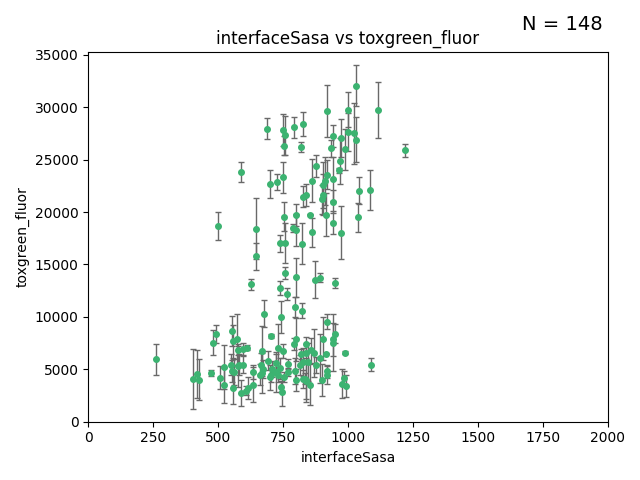 N = 148
interfaceSasa vs toxgreen_fluor
toxgreen_fluor
35000
30000
25000
20000
15000
10000
5000
0
0 250 500 750 1000 1250 1500 1750 2000
interfaceSasa